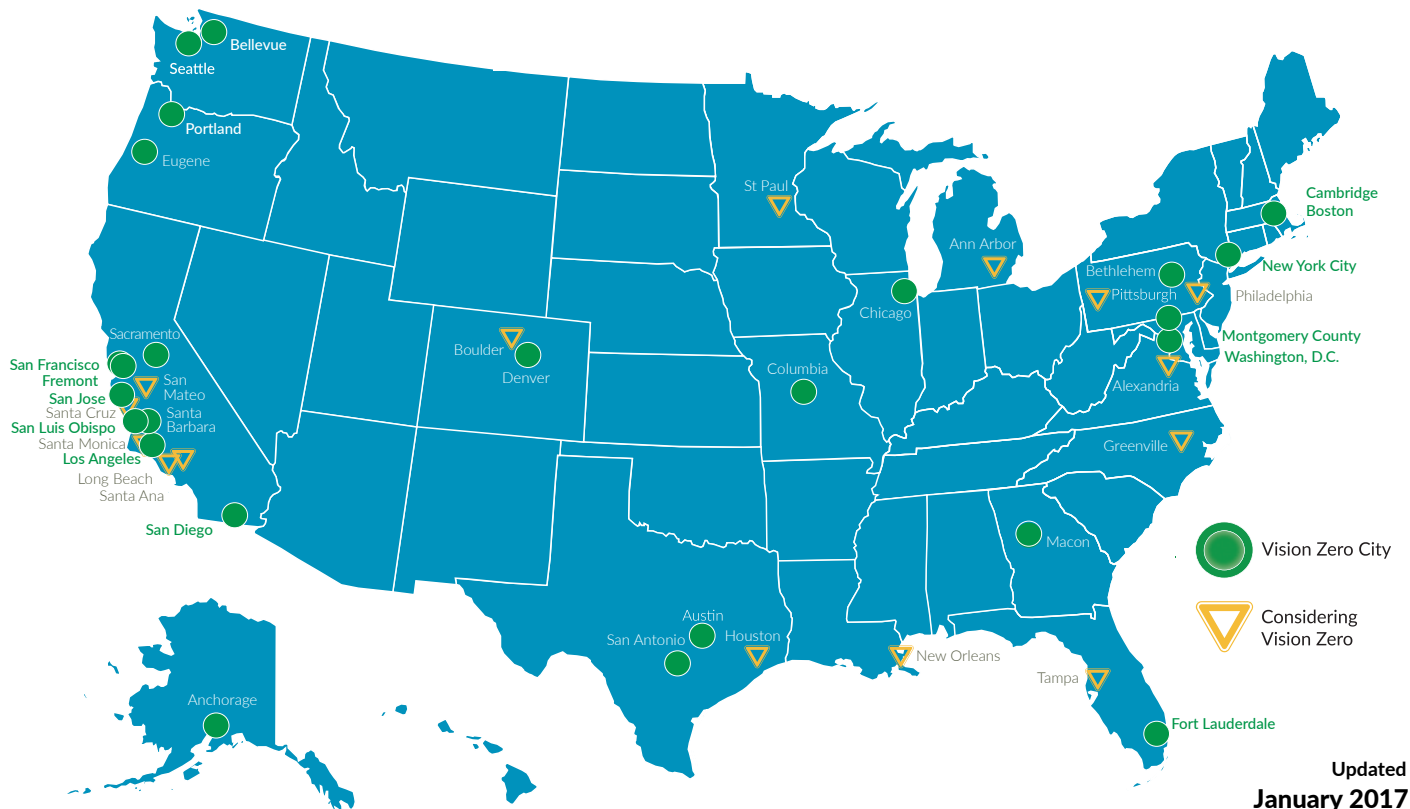 Bellevue
Seattle
Portland
Eugene
St Paul
Cambridge
Boston
Ann Arbor
New York City
Bethlehem
Pittsburgh
Philadelphia
Chicago
Sacramento
Montgomery County
Washington, D.C.
Boulder
Denver
Columbia
Alexandria
San Francisco
Fremont
San
Mateo
San Jose
Santa Cruz
Santa
Barbara
San Luis Obispo
Santa Monica
Los Angeles
Long Beach
Santa Ana
Greenville
San Diego
Macon
Vision Zero City
Austin
San Antonio
Houston
New Orleans
Considering
Vision Zero
Tampa
Anchorage
Fort Lauderdale
Updated
January 2017